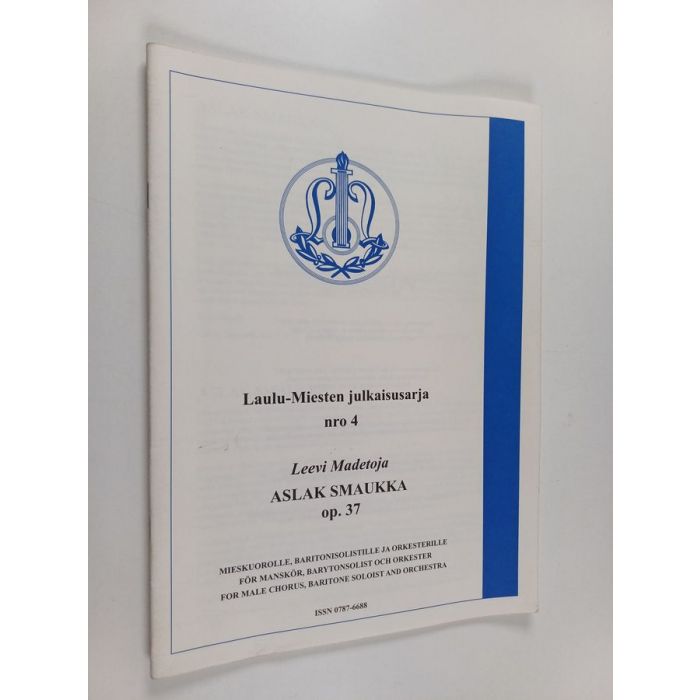 Laulu-Miesten julkaisusarja
nro 4
Leevi Madetoja
ASLAK SMAUKKA
op. 37
MIESKUOROLLE, BARITONISOLISTILLE JA ORKESTERILLE
FÖR MANSKÖR, BARYTONSOLIST OCH ORKESTER
FOR MALE CHORUS, BARITONE SOLOIST AND ORCHESTRA
ISSN 0787-6688